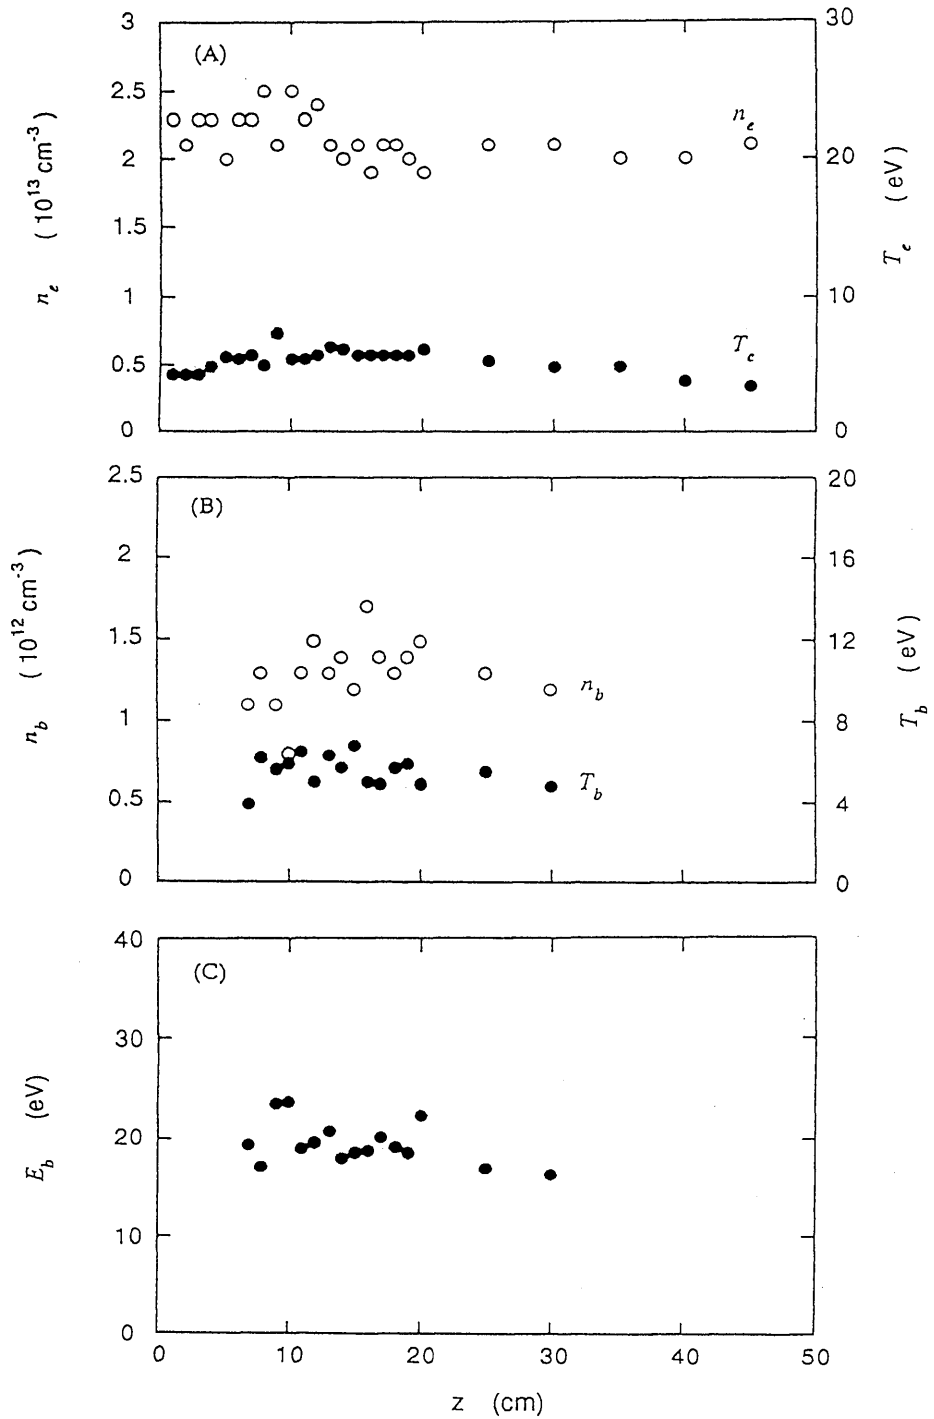 (A)
3
2.5
2
1.5
1
0.5
0
30
20
10
0
n_e (10^13 cm^-3)
T_e (eV)
n_e
T_e
(B)
2.5
2
1.5
1
0.5
0
20
16
12
8
4
0
n_b (10^12 cm^-3)
T_b (eV)
n_b
T_b
(C)
40
30
20
10
0
E_b (eV)
0 10 20 30 40 50
z (cm)